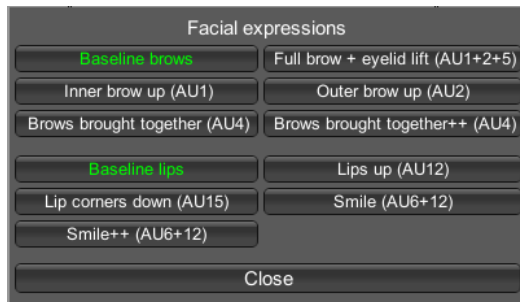 Facial expressions
Baseline brows
Full brow + eyelid lift (AU1+2+5)
Inner brow up (AU1)
Outer brow up (AU2)
Brows brought together (AU4)
Brows brought together++ (AU4)
Baseline lips
Lips up (AU12)
Lip corners down (AU15)
Smile (AU6+12)
Smile++ (AU6+12)
Close